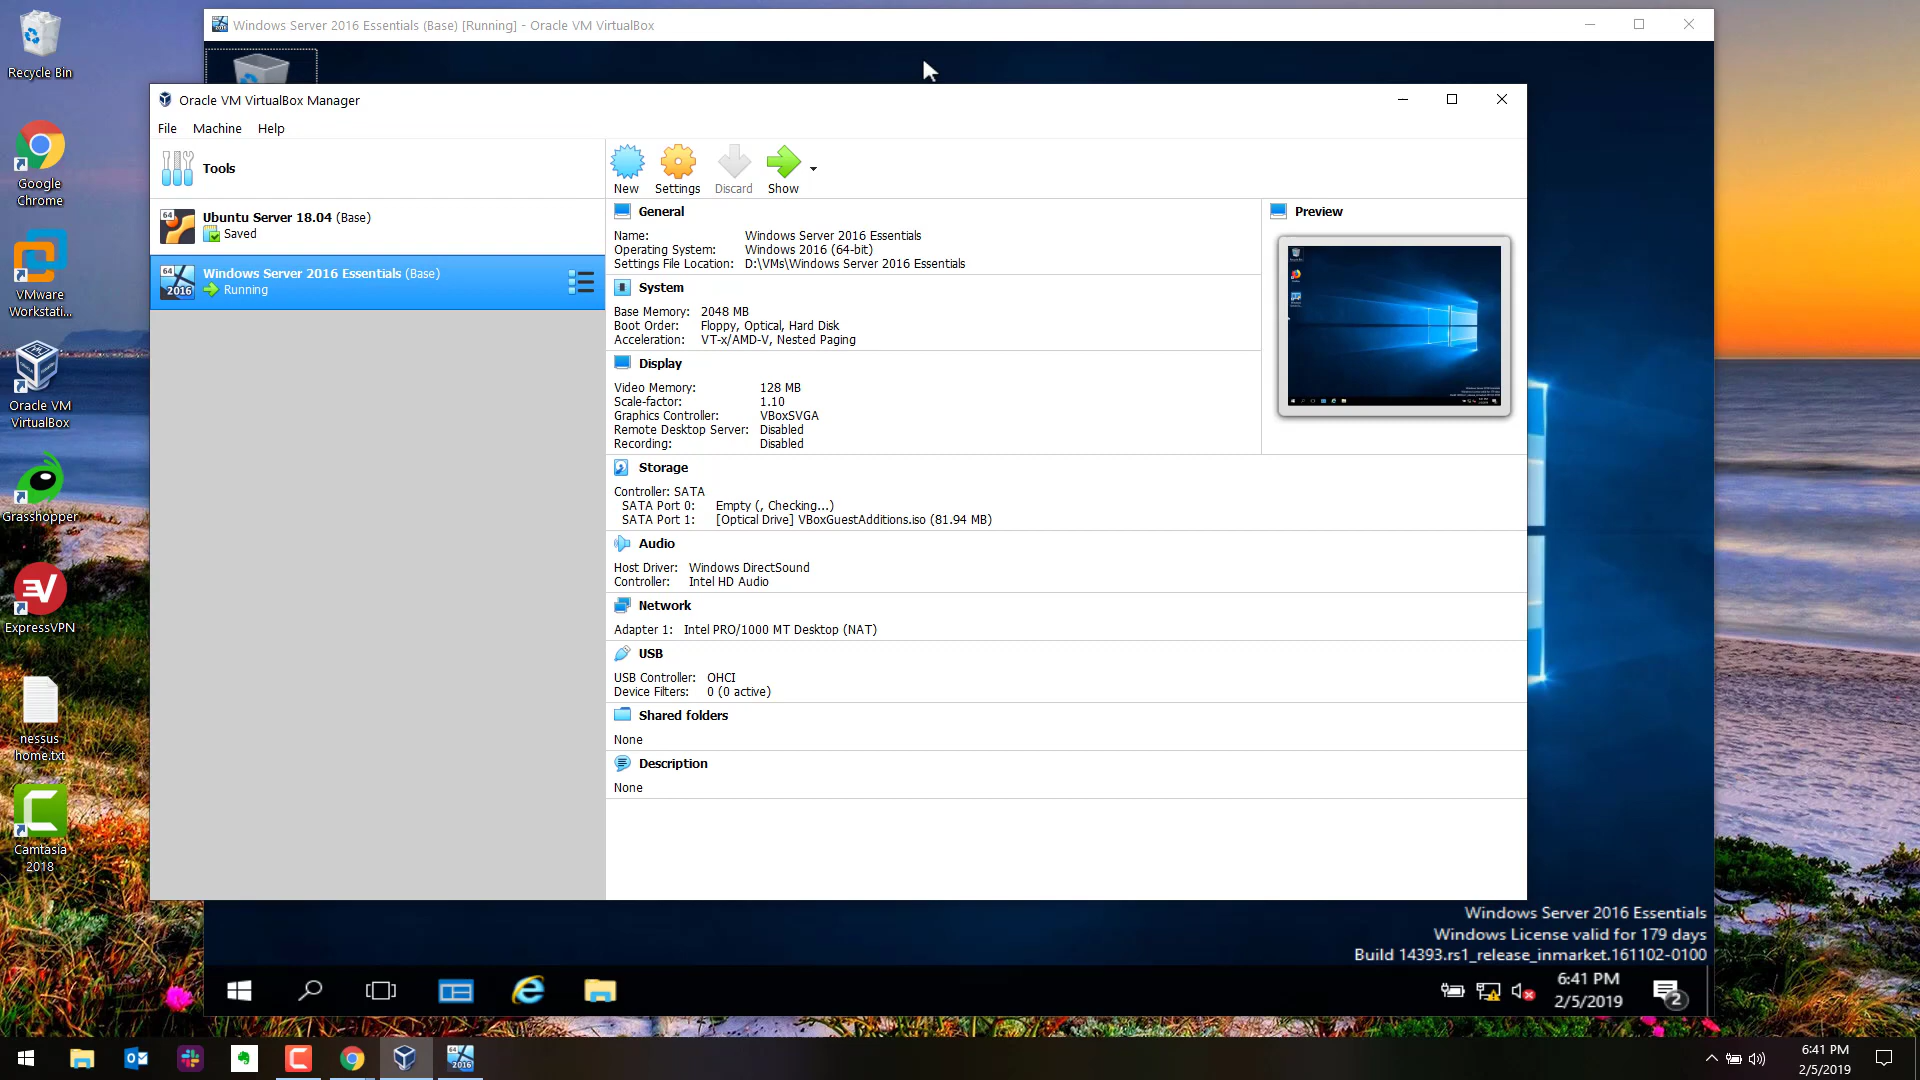 Recycle Bin
Google
Chrome
VMware
Workstati...
Oracle VM
VirtualBox
Grasshopper
ExpressVPN
nessus
home.txt
Camtasia
2018
Windows Server 2016 Essentials (Base) [Running] - Oracle VM VirtualBox
Oracle VM VirtualBox Manager
File Machine Help
Tools
New Settings Discard Show
64
Ubuntu Server 18.04 (Base)
Saved
64
2016
Windows Server 2016 Essentials (Base)
Running
General
Name: Windows Server 2016 Essentials
Operating System: Windows 2016 (64-bit)
Settings File Location: D:\VMs\Windows Server 2016 Essentials
Preview
System
Base Memory: 2048 MB
Boot Order: Floppy, Optical, Hard Disk
Acceleration: VT-x/AMD-V, Nested Paging
Display
Video Memory: 128 MB
Scale-factor: 1.10
Graphics Controller: VBoxSVGA
Remote Desktop Server: Disabled
Recording: Disabled
Storage
Controller: SATA
SATA Port 0: Empty (, Checking...)
SATA Port 1: [Optical Drive] VBoxGuestAdditions.iso (81.94 MB)
Audio
Host Driver: Windows DirectSound
Controller: Intel HD Audio
Network
Adapter 1: Intel PRO/1000 MT Desktop (NAT)
USB
USB Controller: OHCI
Device Filters: 0 (0 active)
Shared folders
None
Description
None
Windows Server 2016 Essentials
Windows License valid for 179 days
Build 14393.rs1_release_inmarket.161102-0100
6:41 PM
2/5/2019
2
6:41 PM
2/5/2019